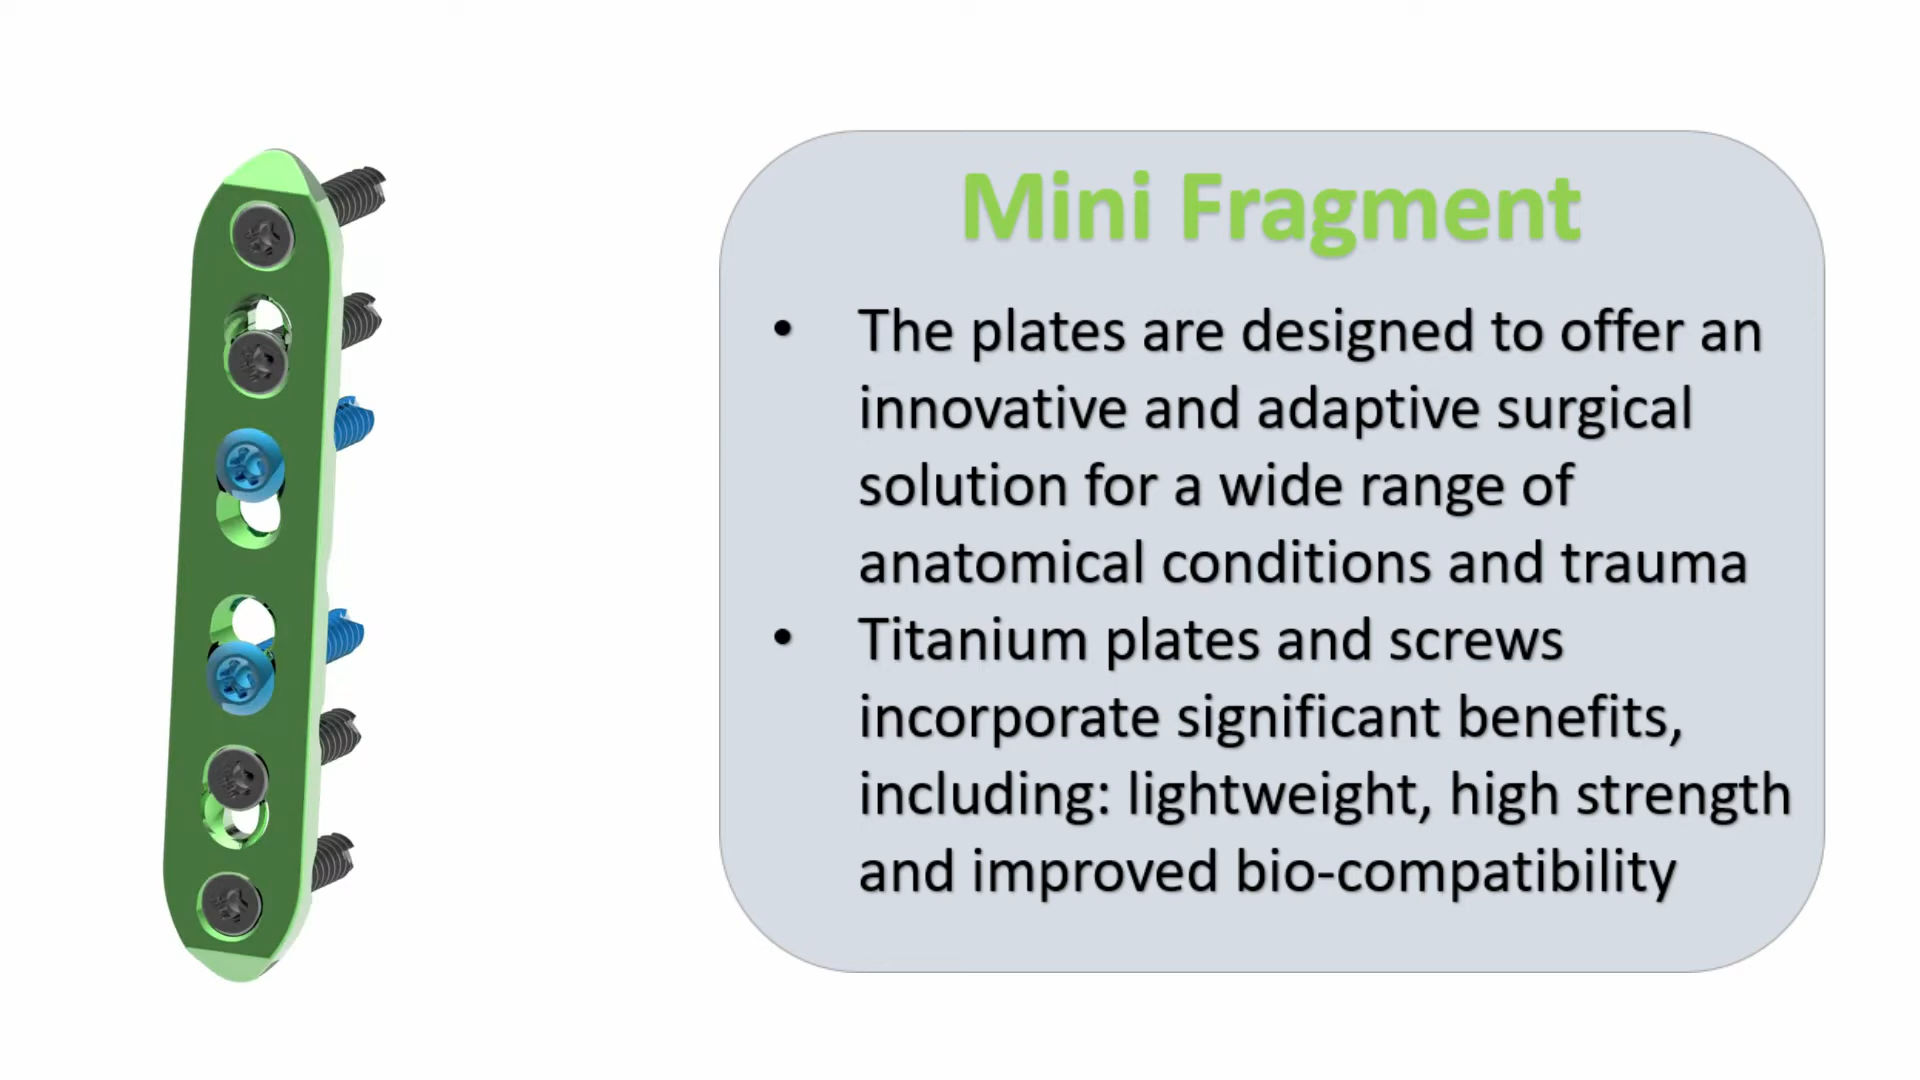 Mini Fragment
• The plates are designed to offer an
innovative and adaptive surgical
solution for a wide range of
anatomical conditions and trauma
• Titanium plates and screws
incorporate significant benefits,
including: lightweight, high strength
and improved bio-compatibility